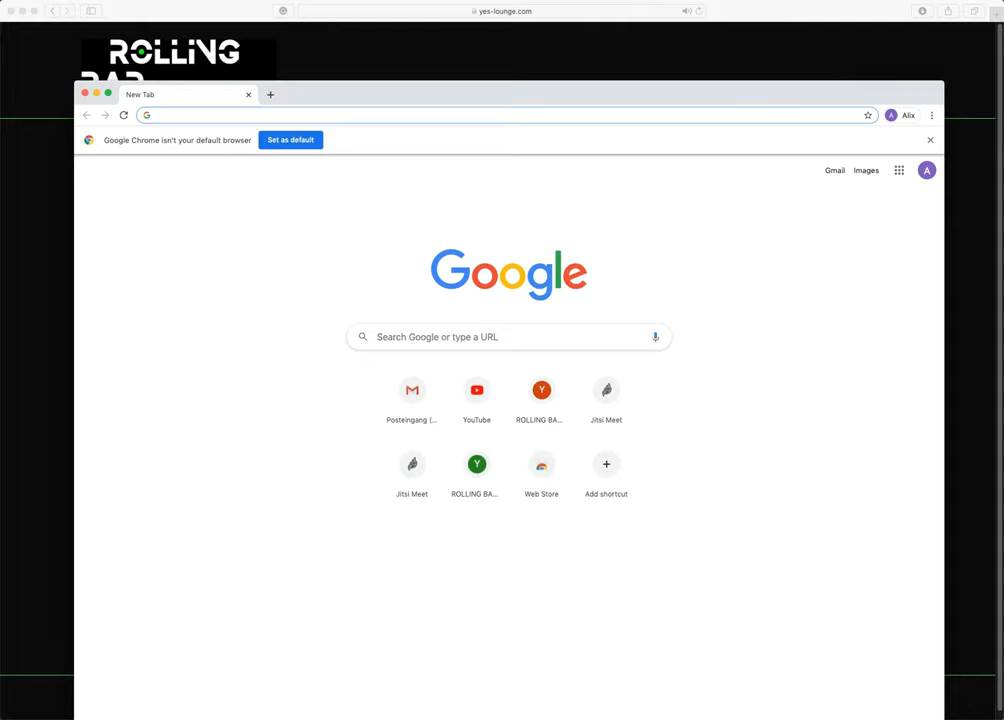 yes-lounge.com
ROLLING
BAR
New Tab
Alix
Google Chrome isn't your default browser Set as default
Gmail Images A
Google
Search Google or type a URL
Y
Posteingang (... YouTube ROLLING BA... Jitsi Meet
Y
Jitsi Meet ROLLING BA... Web Store Add shortcut